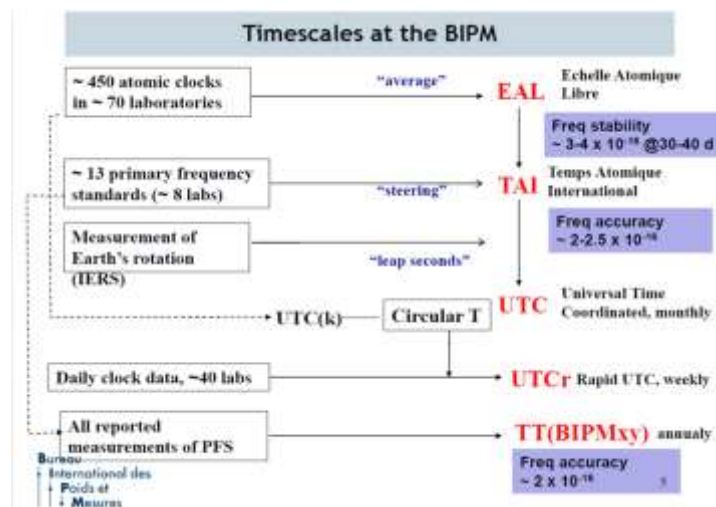 Timescales at the BIPM
~ 450 atomic clocks
in ~ 70 laboratories
"average"
EAL
Echelle Atomique
Libre
Freq stability
~ 3-4 x 10⁻¹⁶ @30-40 d
~ 13 primary frequency
standards (~ 8 labs)
"steering"
TAI
Temps Atomique
International
Freq accuracy
~ 2-2.5 x 10⁻¹⁶
Measurement of
Earth's rotation
(IERS)
"leap seconds"
UTC(k)
Circular T
UTC
Universal Time
Coordinated, monthly
Daily clock data, ~40 labs
UTCr
Rapid UTC, weekly
All reported
measurements of PFS
TT(BIPMxy)
annualy
Freq accuracy
~ 2 x 10⁻¹⁶
Bureau
International des
Poids et
Mesures